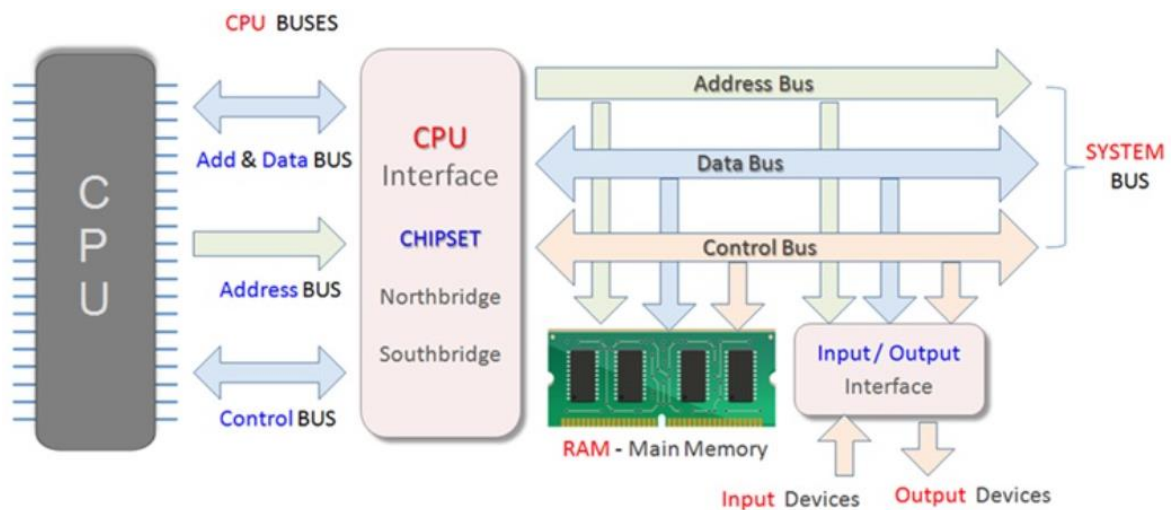 CPU BUSES
CPU
Add & Data BUS
Address BUS
Control BUS
CPU
Interface
CHIPSET
Northbridge
Southbridge
Address Bus
Data Bus
Control Bus
SYSTEM
BUS
RAM - Main Memory
Input / Output
Interface
Input Devices
Output Devices